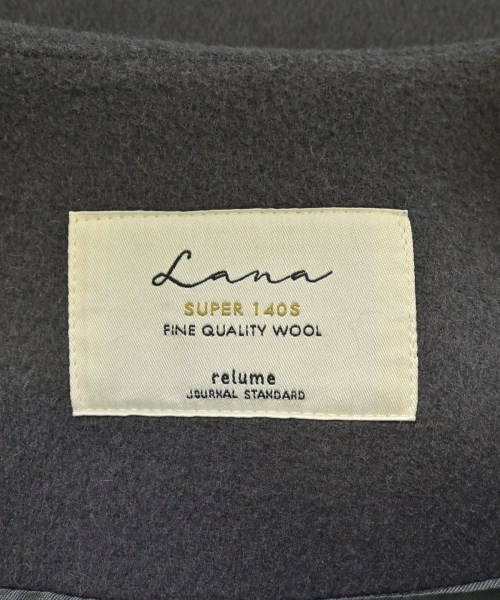 Lana
SUPER 140S
FINE QUALITY WOOL
relume
JOURNAL STANDARD